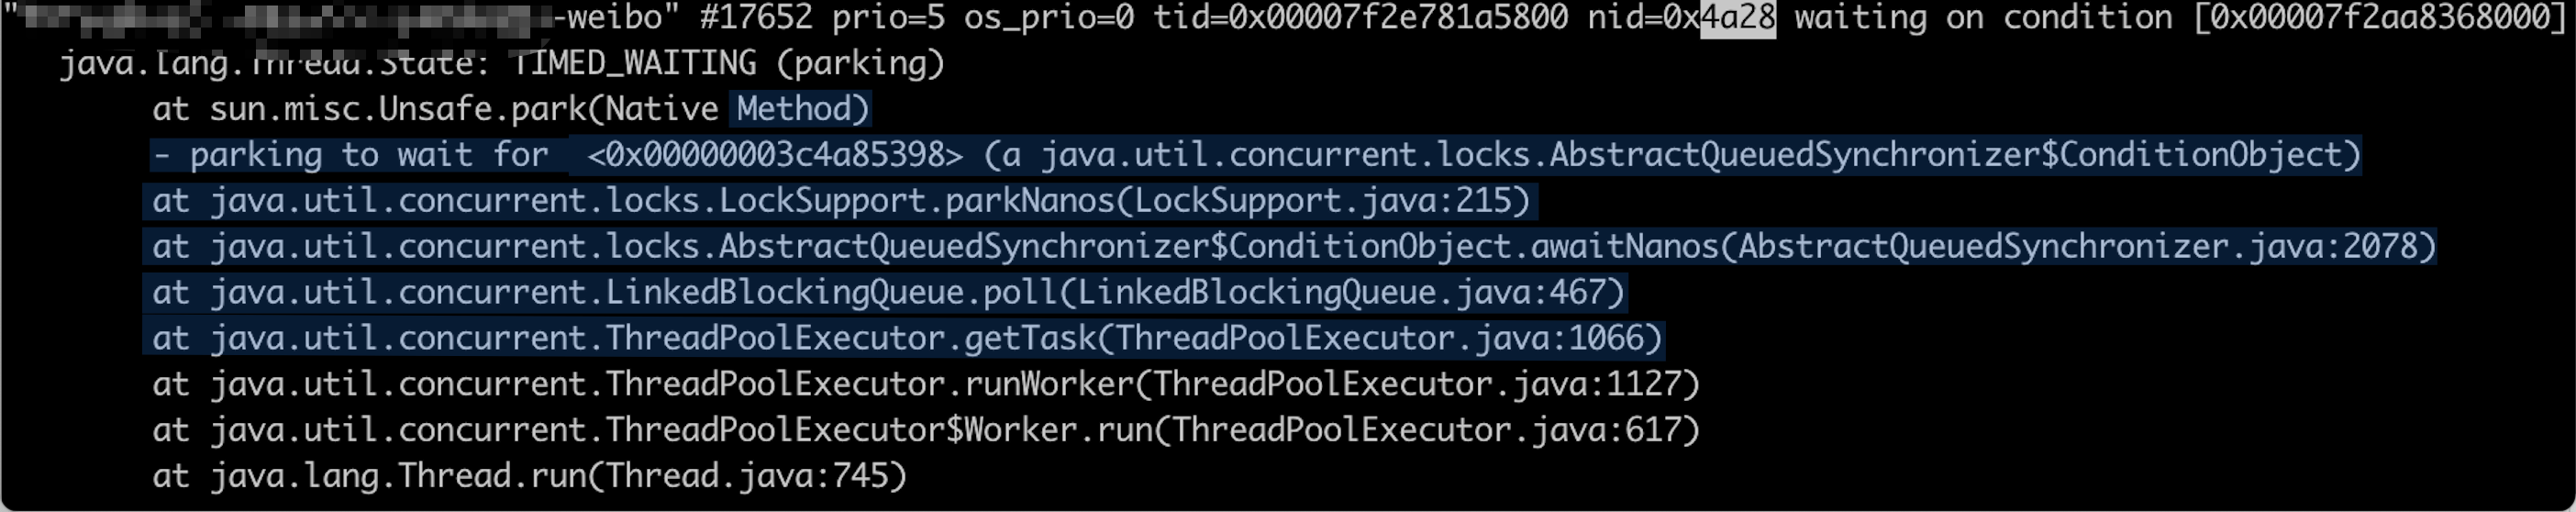 " -weibo" #17652 prio=5 os_prio=0 tid=0x00007f2e781a5800 nid=0x4a28 waiting on condition [0x00007f2aa8368000]
java.lang.Thread.State: TIMED_WAITING (parking)
at sun.misc.Unsafe.park(Native Method)
- parking to wait for <0x00000003c4a85398> (a java.util.concurrent.locks.AbstractQueuedSynchronizer$ConditionObject)
at java.util.concurrent.locks.LockSupport.parkNanos(LockSupport.java:215)
at java.util.concurrent.locks.AbstractQueuedSynchronizer$ConditionObject.awaitNanos(AbstractQueuedSynchronizer.java:2078)
at java.util.concurrent.LinkedBlockingQueue.poll(LinkedBlockingQueue.java:467)
at java.util.concurrent.ThreadPoolExecutor.getTask(ThreadPoolExecutor.java:1066)
at java.util.concurrent.ThreadPoolExecutor.runWorker(ThreadPoolExecutor.java:1127)
at java.util.concurrent.ThreadPoolExecutor$Worker.run(ThreadPoolExecutor.java:617)
at java.lang.Thread.run(Thread.java:745)